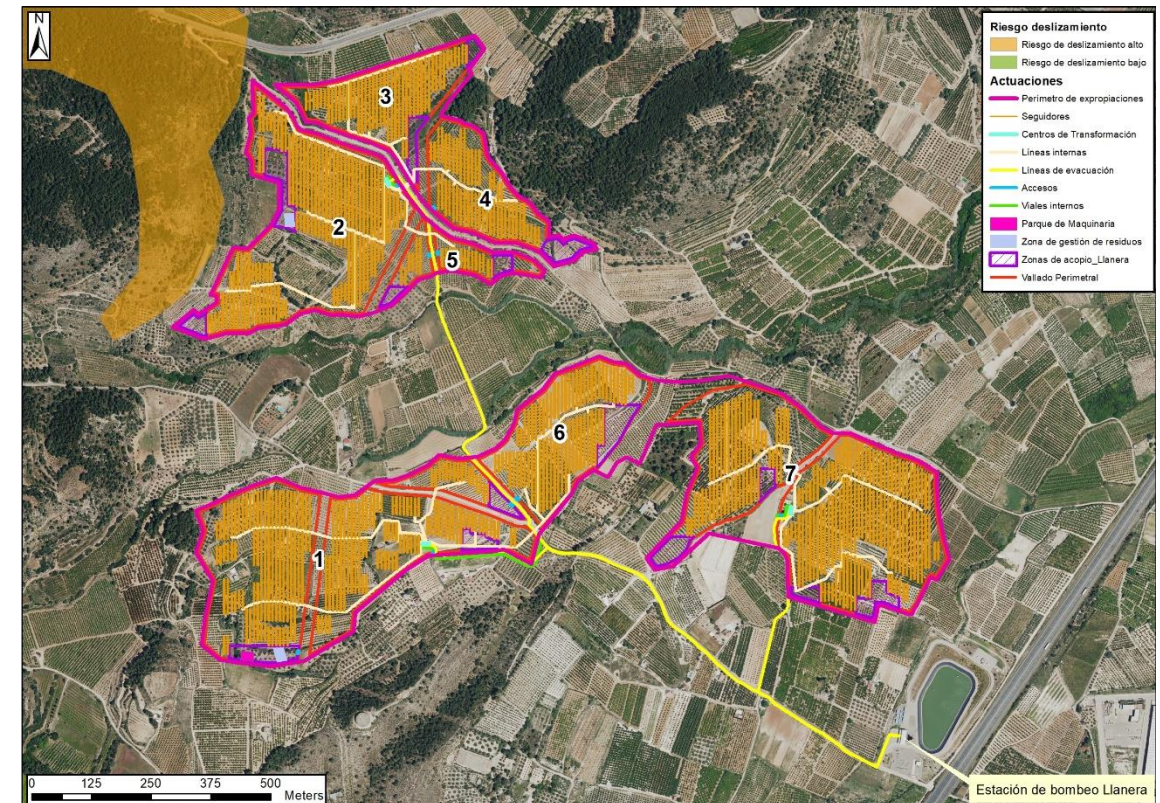 N
Riesgo deslizamiento
Riesgo de deslizamiento alto
Riesgo de deslizamiento bajo
Actuaciones
Perímetro de expropiaciones
Seguidores
Centros de Transformación
Líneas internas
Líneas de evacuación
Accesos
Viales internos
Parque de Maquinaria
Zona de gestión de residuos
Zonas de acopio_Llanera
Vallado Perimetral
3
4
2
5
6
7
1
0 125 250 375 500
Meters
Estación de bombeo Llanera